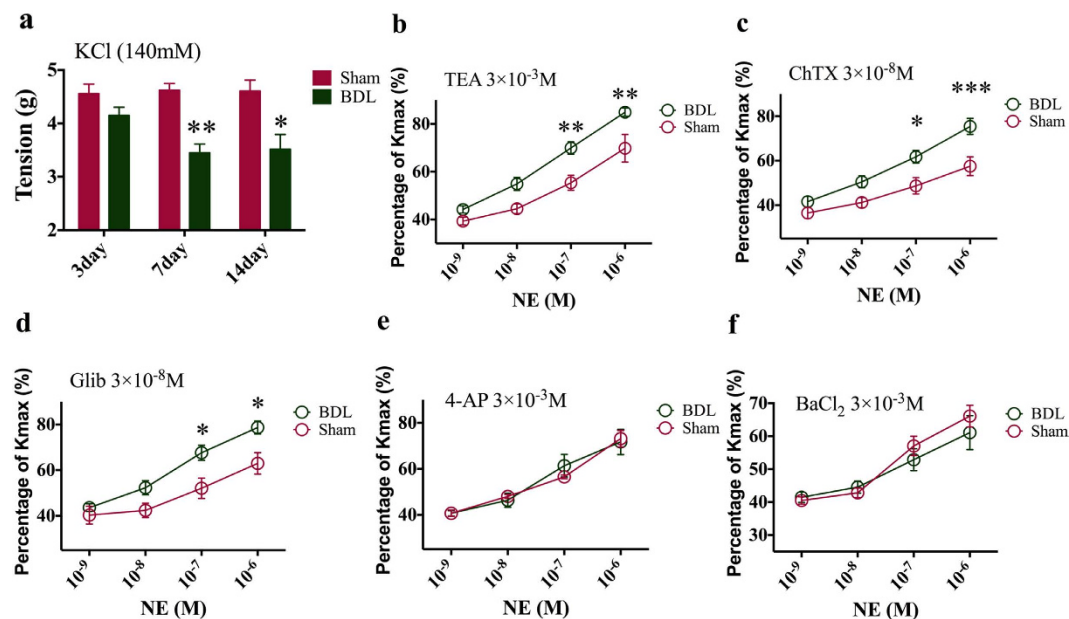 a
KCl (140mM)
Sham
BDL
Tension (g)
5
4
3
2
**
*
3day
7day
14day
b
TEA 3×10-3M
BDL
Sham
Percentage of Kmax (%)
80
60
40
**
**
10-9
10-8
10-7
10-6
NE (M)
c
ChTX 3×10-8M
BDL
Sham
Percentage of Kmax (%)
80
60
40
*
***
10-9
10-8
10-7
10-6
NE (M)
d
Glib 3×10-8M
BDL
Sham
Percentage of Kmax (%)
80
60
40
*
*
10-9
10-8
10-7
10-6
NE (M)
e
4-AP 3×10-3M
BDL
Sham
Percentage of Kmax (%)
80
60
40
10-9
10-8
10-7
10-6
NE (M)
f
BaCl2 3×10-3M
BDL
Sham
Percentage of Kmax (%)
70
60
50
40
30
10-9
10-8
10-7
10-6
NE (M)